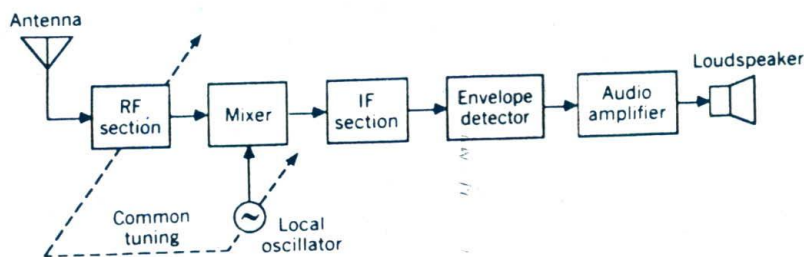 Antenna
RF
section
Mixer
IF
section
Envelope
detector
Audio
amplifier
Loudspeaker
Common
tuning
Local
oscillator